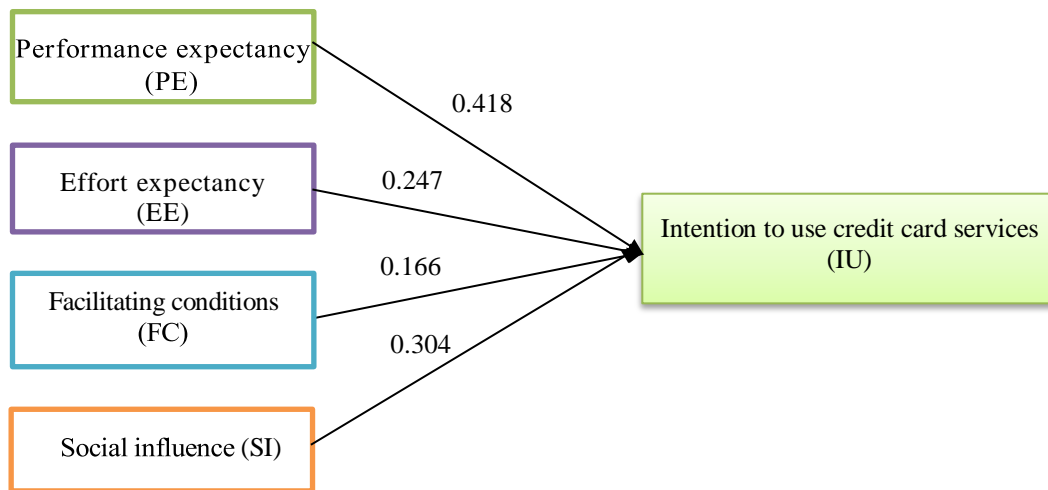 Performance expectancy
(PE)
0.418
Effort expectancy
(EE)
0.247
Intention to use credit card services
(IU)
Facilitating conditions
(FC)
0.166
0.304
Social influence (SI)